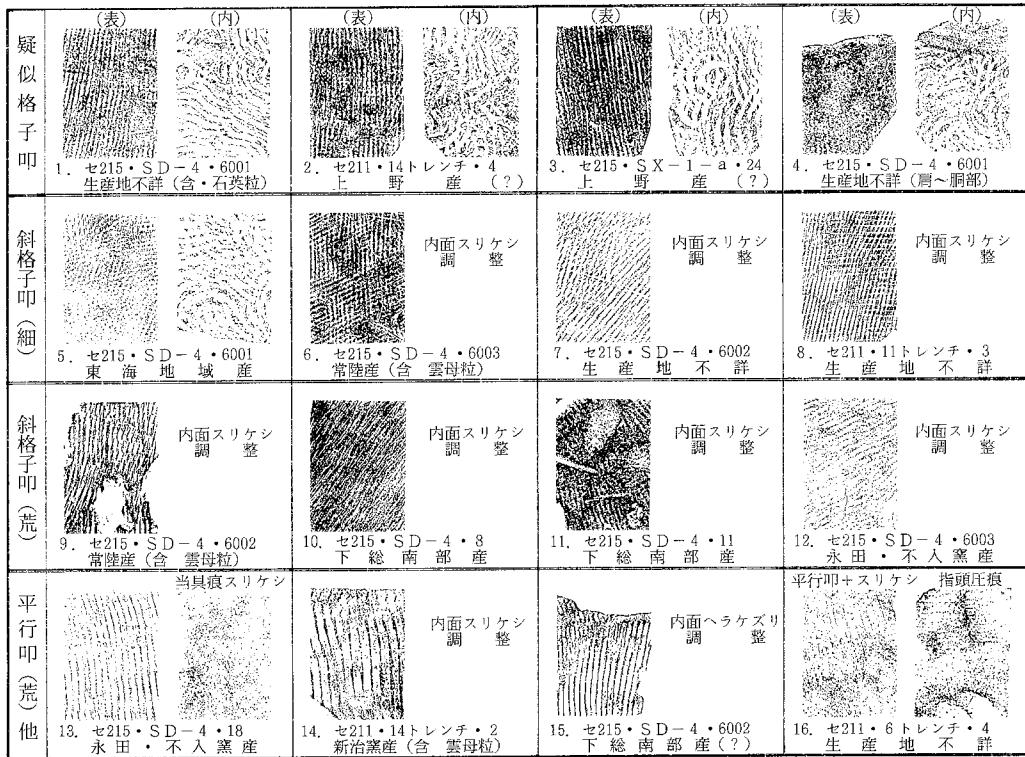 疑似格子叩
(表) (内)
1. セ215・SD-4・6001
生産地不詳(含・石英粒)
(表) (内)
2. セ211・14トレンチ・4
上野産(?)
(表) (内)
3. セ215・SX-1-a・24
上野産(?)
(表) (内)
4. セ215・SD-4・6001
生産地不詳(肩~胴部)
斜格子叩(細)
5. セ215・SD-4・6001
東海地域産
内面スリケシ
調整
6. セ215・SD-4・6003
常陸産(含 雲母粒)
内面スリケシ
調整
7. セ215・SD-4・6002
生産地不詳
内面スリケシ
調整
8. セ211・11トレンチ・3
生産地不詳
斜格子叩(荒)
内面スリケシ
調整
9. セ215・SD-4・6002
常陸産(含 雲母粒)
内面スリケシ
調整
10. セ215・SD-4・8
下総南部産
内面スリケシ
調整
11. セ215・SD-4・11
下総南部産
内面スリケシ
調整
12. セ215・SD-4・6003
永田・不入窯産
平行叩(荒)他
当具痕スリケシ
13. セ215・SD-4・18
永田・不入窯産
内面スリケシ
調整
14. セ211・14トレンチ・2
新治窯産(含 雲母粒)
内面ヘラケズリ
調整
15. セ215・SD-4・6002
下総南部産(?)
平行叩+スリケシ 指頭圧痕
16. セ211・6トレンチ・4
生産地不詳